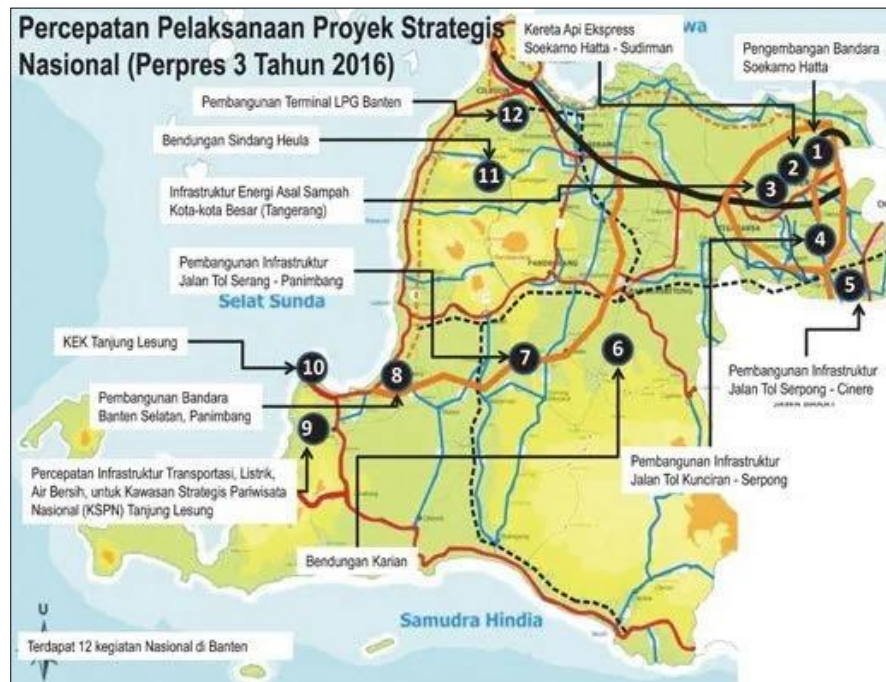 Percepatan Pelaksanaan Proyek Strategis
Nasional (Perpres 3 Tahun 2016)
Kereta Api Ekspress
Soekarno Hatta - Sudirman
wa
Pengembangan Bandara
Soekarno Hatta
Pembangunan Terminal LPG Banten
12
Bendungan Sindang Heula
11
1
2
3
Infrastruktur Energi Asal Sampah
Kota-kota Besar (Tangerang)
4
5
Pembangunan Infrastruktur
Jalan Tol Serang - Panimbang
Selat Sunda
KEK Tanjung Lesung
10
8
7
6
Pembangunan Infrastruktur
Jalan Tol Serpong - Cinere
Pembangunan Bandara
Banten Selatan, Panimbang
9
Percepatan Infrastruktur Transportasi, Listrik,
Air Bersih, untuk Kawasan Strategis Pariwisata
Nasional (KSPN) Tanjung Lesung
Pembangunan Infrastruktur
Jalan Tol Kunciran - Serpong
Bendungan Karian
U
Samudra Hindia
Terdapat 12 kegiatan Nasional di Banten